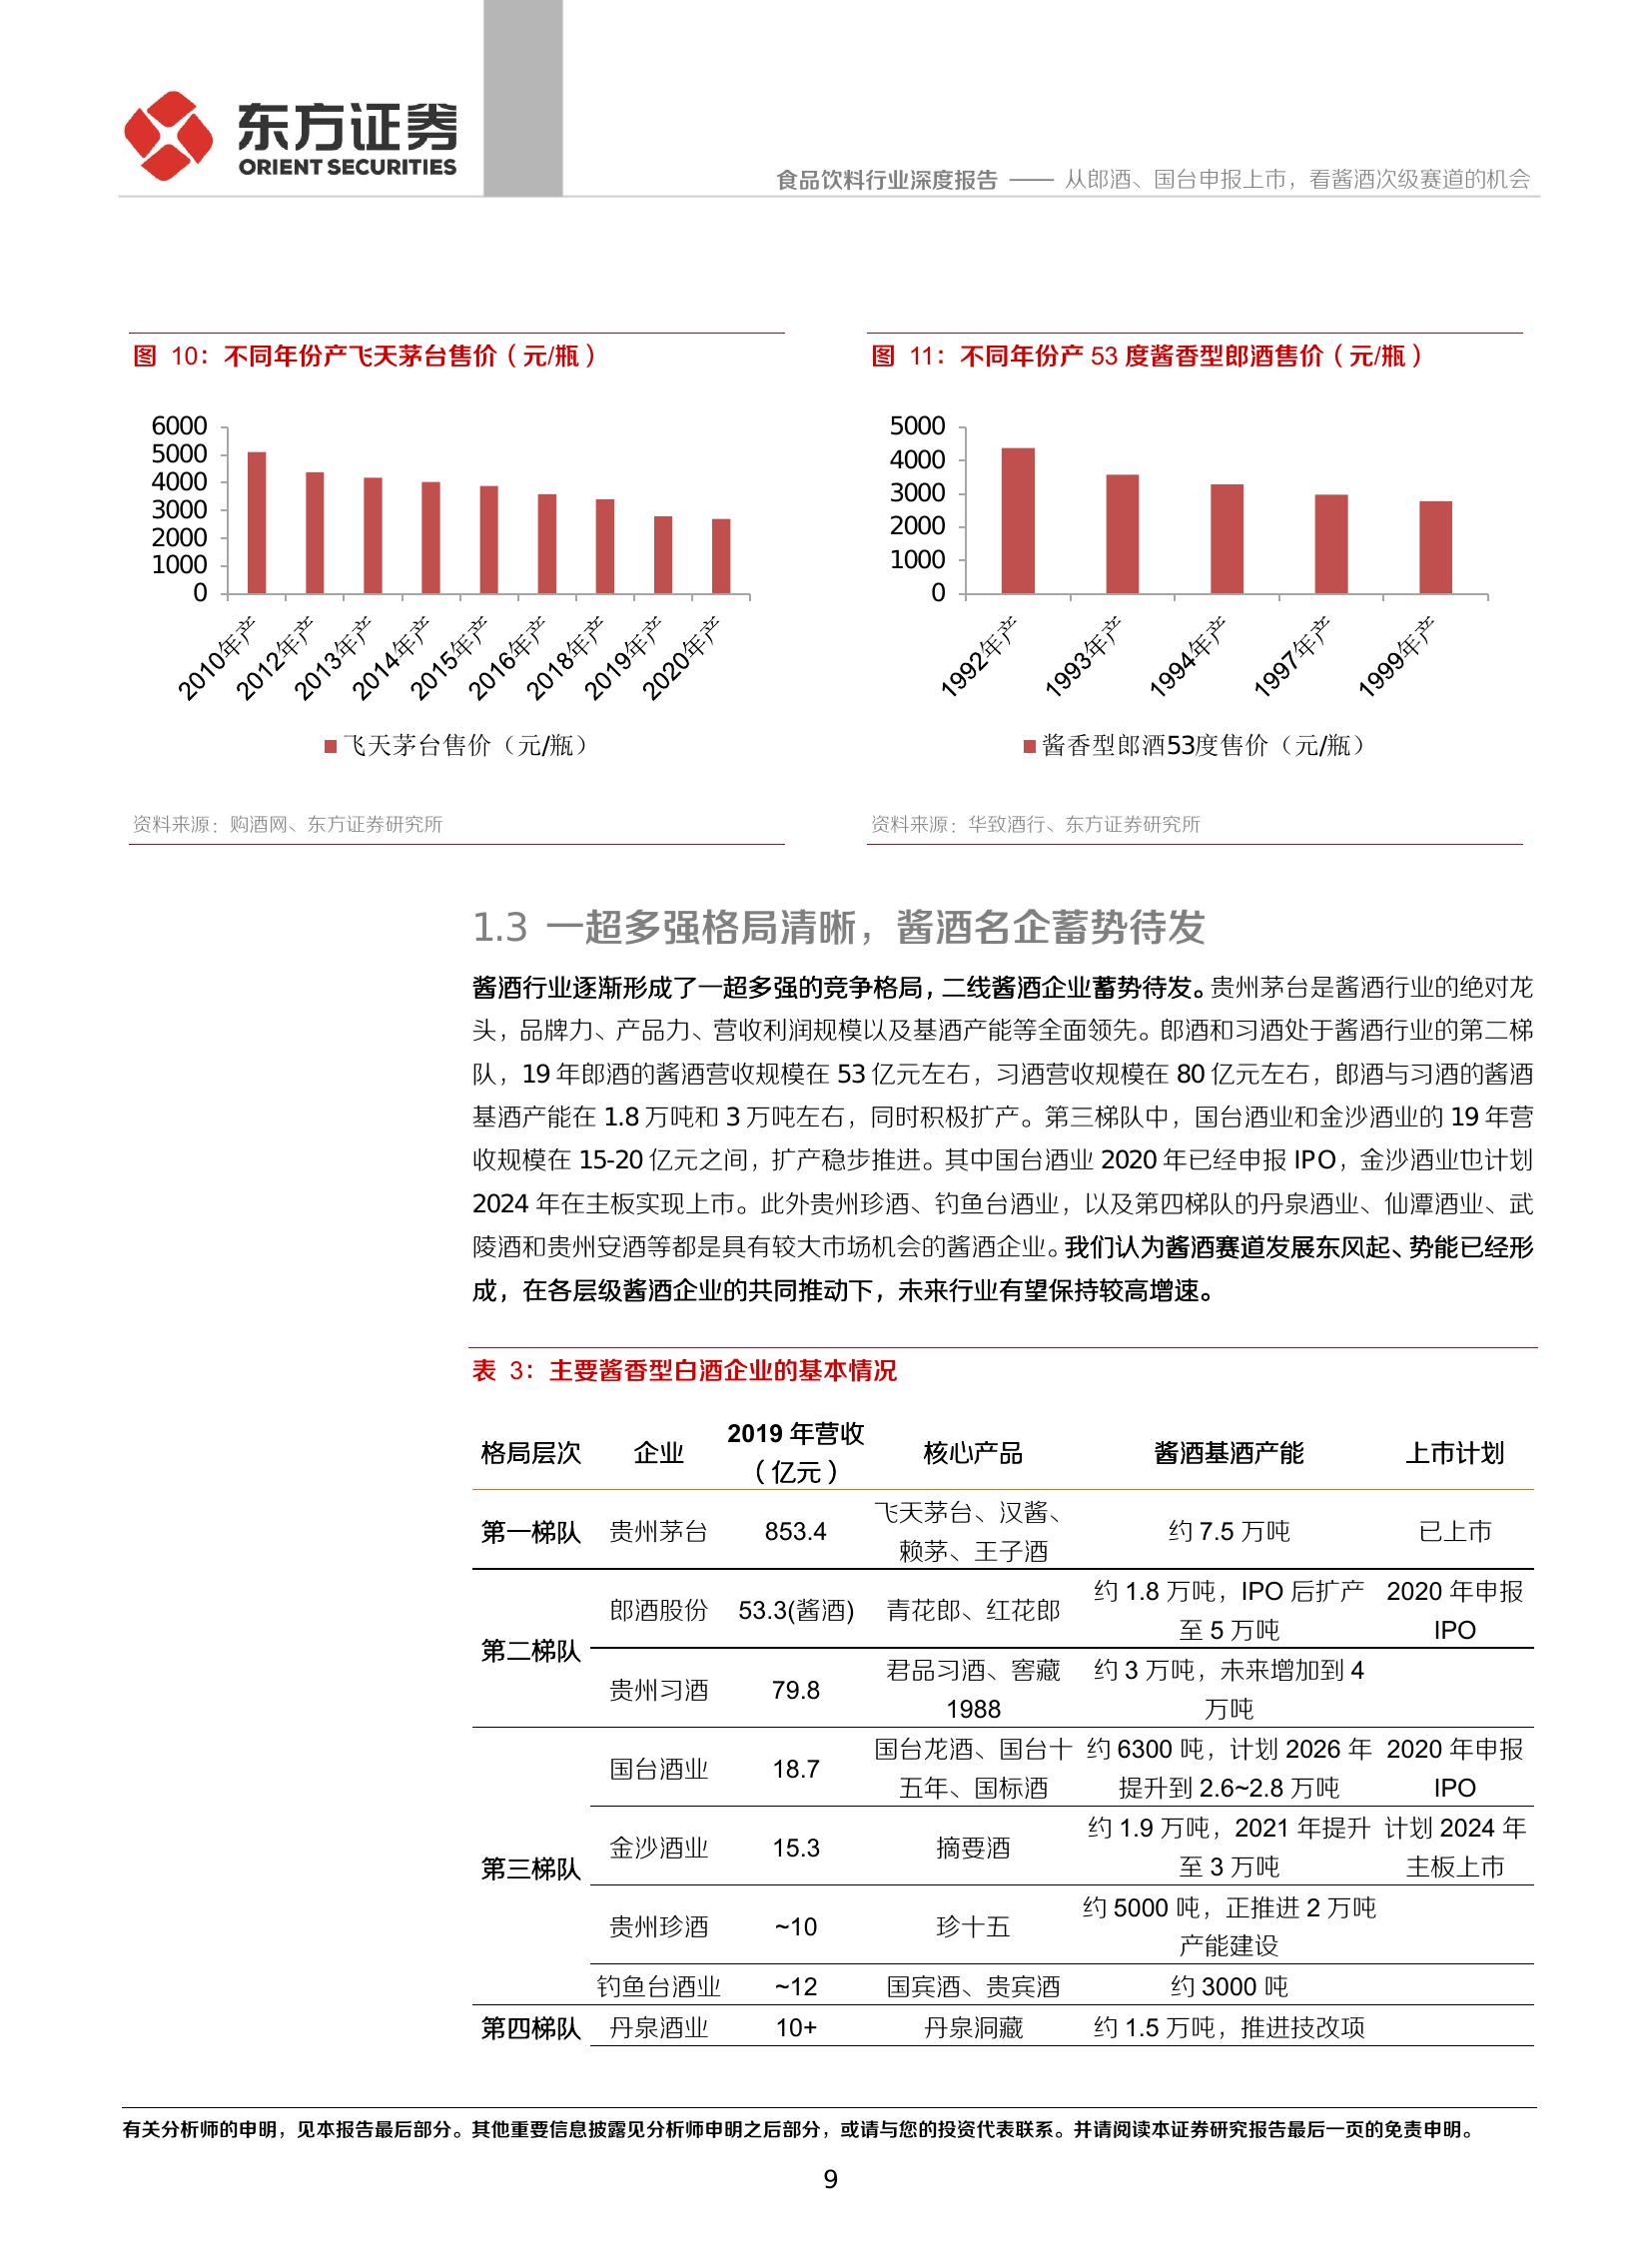 东方证券
ORIENT SECURITIES
食品饮料行业深度报告 —— 从郎酒、国台申报上市，看酱酒次级赛道的机会
图 10：不同年份产飞天茅台售价（元/瓶）
6000
5000
4000
3000
2000
1000
0
2010年产
2012年产
2013年产
2014年产
2015年产
2016年产
2018年产
2019年产
2020年产
飞天茅台售价（元/瓶）
资料来源：购酒网、东方证券研究所
图 11：不同年份产 53 度酱香型郎酒售价（元/瓶）
5000
4000
3000
2000
1000
0
1992年产
1993年产
1994年产
1997年产
1999年产
酱香型郎酒53度售价（元/瓶）
资料来源：华致酒行、东方证券研究所
1.3 一超多强格局清晰，酱酒名企蓄势待发
酱酒行业逐渐形成了一超多强的竞争格局，二线酱酒企业蓄势待发。贵州茅台是酱酒行业的绝对龙
头，品牌力、产品力、营收利润规模以及基酒产能等全面领先。郎酒和习酒处于酱酒行业的第二梯
队，19 年郎酒的酱酒营收规模在 53 亿元左右，习酒营收规模在 80 亿元左右，郎酒与习酒的酱酒
基酒产能在 1.8 万吨和 3 万吨左右，同时积极扩产。第三梯队中，国台酒业和金沙酒业的 19 年营
收规模在 15-20 亿元之间，扩产稳步推进。其中国台酒业 2020 年已经申报 IPO，金沙酒业也计划
2024 年在主板实现上市。此外贵州珍酒、钓鱼台酒业，以及第四梯队的丹泉酒业、仙潭酒业、武
陵酒和贵州安酒等都是具有较大市场机会的酱酒企业。我们认为酱酒赛道发展东风起、势能已经形
成，在各层级酱酒企业的共同推动下，未来行业有望保持较高增速。
表 3：主要酱香型白酒企业的基本情况
格局层次 企业 2019 年营收（亿元） 核心产品 酱酒基酒产能 上市计划
第一梯队 贵州茅台 853.4 飞天茅台、汉酱、赖茅、王子酒 约 7.5 万吨 已上市
第二梯队 郎酒股份 53.3(酱酒) 青花郎、红花郎 约 1.8 万吨，IPO 后扩产至 5 万吨 2020 年申报 IPO
贵州习酒 79.8 君品习酒、窖藏 1988 约 3 万吨，未来增加到 4 万吨
第三梯队 国台酒业 18.7 国台龙酒、国台十五年、国标酒 约 6300 吨，计划 2026 年提升到 2.6~2.8 万吨 2020 年申报 IPO
金沙酒业 15.3 摘要酒 约 1.9 万吨，2021 年提升至 3 万吨 计划 2024 年主板上市
贵州珍酒 ~10 珍十五 约 5000 吨，正推进 2 万吨产能建设
钓鱼台酒业 ~12 国宾酒、贵宾酒 约 3000 吨
第四梯队 丹泉酒业 10+ 丹泉洞藏 约 1.5 万吨，推进技改项
有关分析师的申明，见本报告最后部分。其他重要信息披露见分析师申明之后部分，或请与您的投资代表联系。并请阅读本证券研究报告最后一页的免责申明。
9